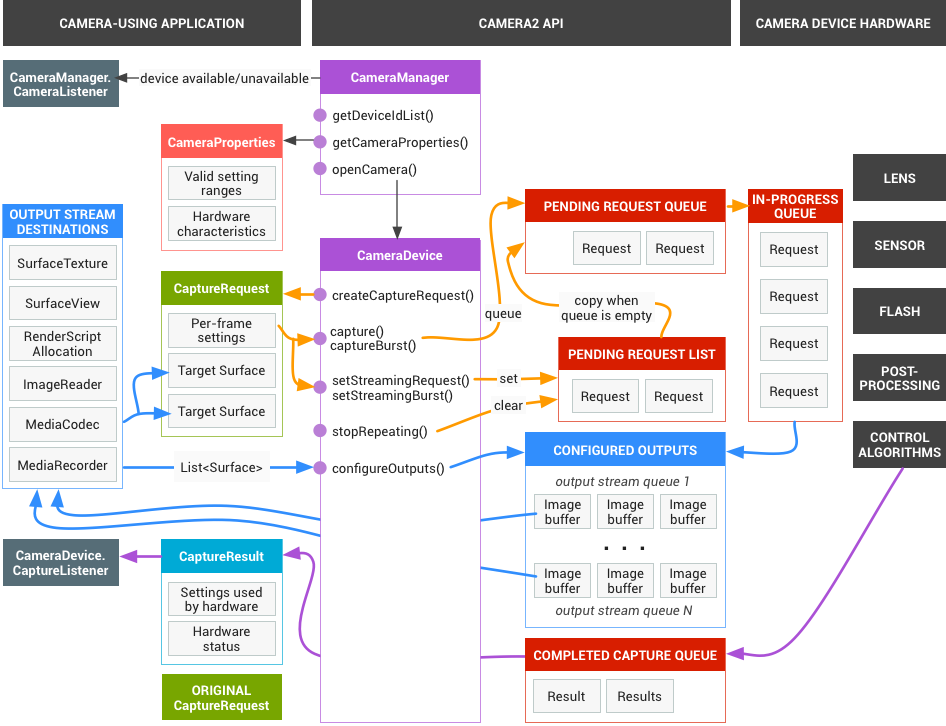 CAMERA-USING APPLICATION
CAMERA2 API
CAMERA DEVICE HARDWARE
CameraManager.
CameraListener
device available/unavailable
CameraManager
getDeviceIdList()
getCameraProperties()
openCamera()
CameraProperties
Valid setting
ranges
Hardware
characteristics
OUTPUT STREAM
DESTINATIONS
SurfaceTexture
SurfaceView
RenderScript
Allocation
ImageReader
MediaCodec
MediaRecorder
CaptureRequest
Per-frame
settings
Target Surface
Target Surface
List<Surface>
CameraDevice
createCaptureRequest()
capture()
captureBurst()
setStreamingRequest()
setStreamingBurst()
stopRepeating()
configureOutputs()
queue
set
clear
copy when
queue is empty
PENDING REQUEST QUEUE
Request
Request
PENDING REQUEST LIST
Request
Request
IN-PROGRESS
QUEUE
Request
Request
Request
Request
LENS
SENSOR
FLASH
POST-
PROCESSING
CONTROL
ALGORITHMS
CONFIGURED OUTPUTS
output stream queue 1
Image
buffer
Image
buffer
Image
buffer
. . .
Image
buffer
Image
buffer
Image
buffer
output stream queue N
CameraDevice.
CaptureListener
CaptureResult
Settings used
by hardware
Hardware
status
ORIGINAL
CaptureRequest
COMPLETED CAPTURE QUEUE
Result
Results